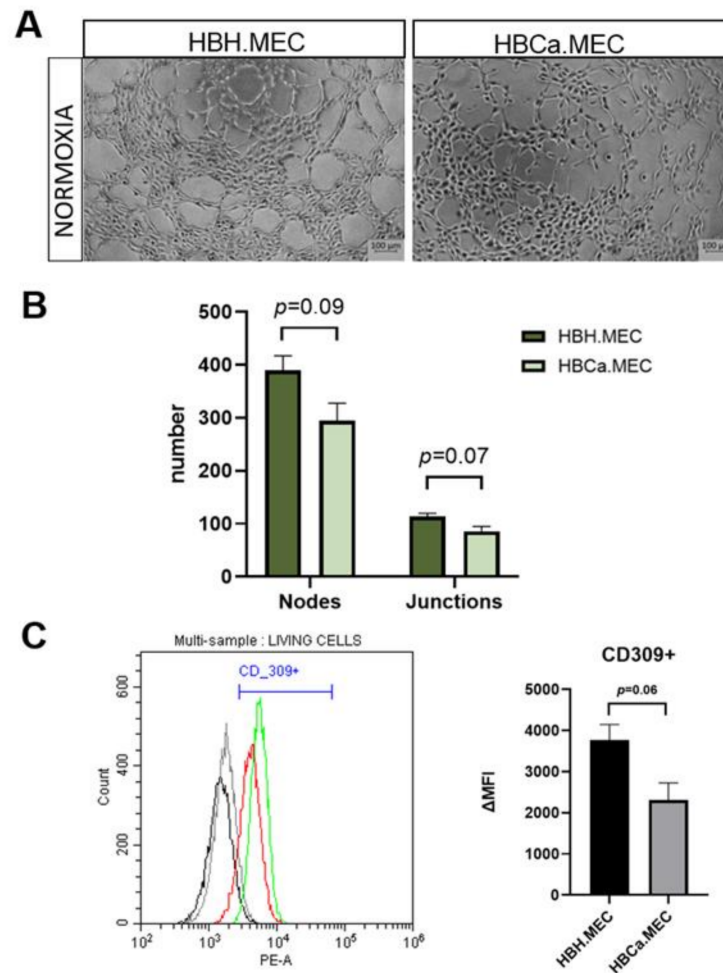 A
HBH.MEC
HBCa.MEC
NORMOXIA
100 µm
100 µm
B
500
400
300
200
100
0
number
p=0.09
p=0.07
Nodes
Junctions
HBH.MEC
HBCa.MEC
C
Multi-sample : LIVING CELLS
CD_309+
600
400
200
0
Count
10²
10³
10⁴
10⁵
10⁶
PE-A
CD309+
5000
4000
3000
2000
1000
0
ΔMFI
p=0.06
HBH.MEC
HBCa.MEC